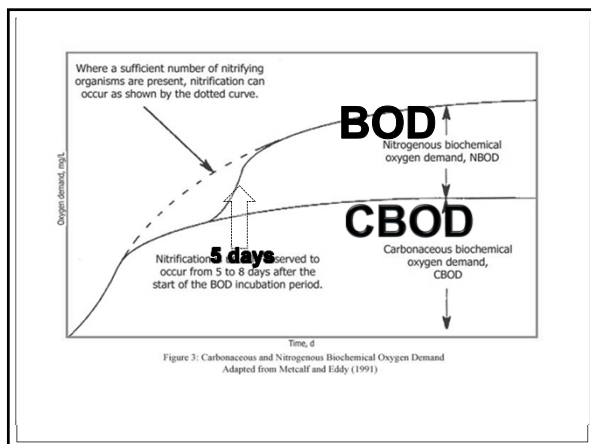 Where a sufficient number of nitrifying
organisms are present, nitrification can
occur as shown by the dotted curve.
BOD
Nitrogenous biochemical
oxygen demand, NBOD
Oxygen demand, mg/L
CBOD
Carbonaceous biochemical
oxygen demand,
CBOD
5 days
Nitrification observed to
occur from 5 to 8 days after the
start of the BOD incubation period.
Time, d
Figure 3: Carbonaceous and Nitrogenous Biochemical Oxygen Demand
Adapted from Metcalf and Eddy (1991)